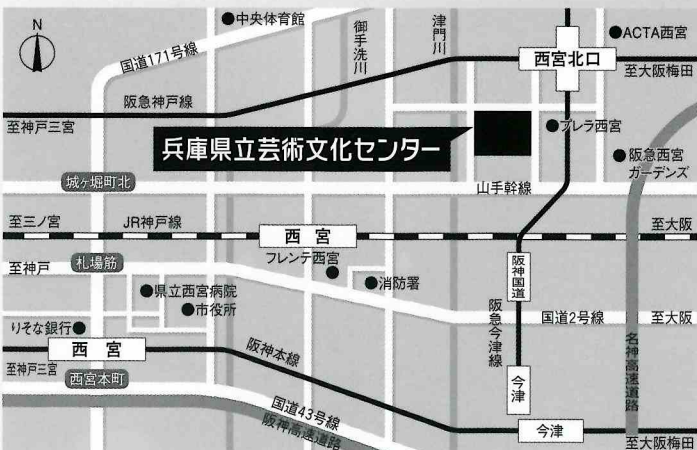 N
中央体育館
御手洗川
津門川
ACTA西宮
国道171号線
西宮北口
至大阪梅田
阪急神戸線
至神戸三宮
プレラ西宮
兵庫県立芸術文化センター
阪急西宮
ガーデンズ
城ヶ堀町北
山手幹線
至三ノ宮
JR神戸線
西宮
至大阪
至神戸
札場筋
フレンテ西宮
消防署
阪神国道
県立西宮病院
市役所
阪急今津線
国道2号線
至大阪
りそな銀行
西宮
阪神本線
名神高速道路
至神戸三宮
西宮本町
今津
国道43号線
阪神高速道路
今津
至大阪梅田